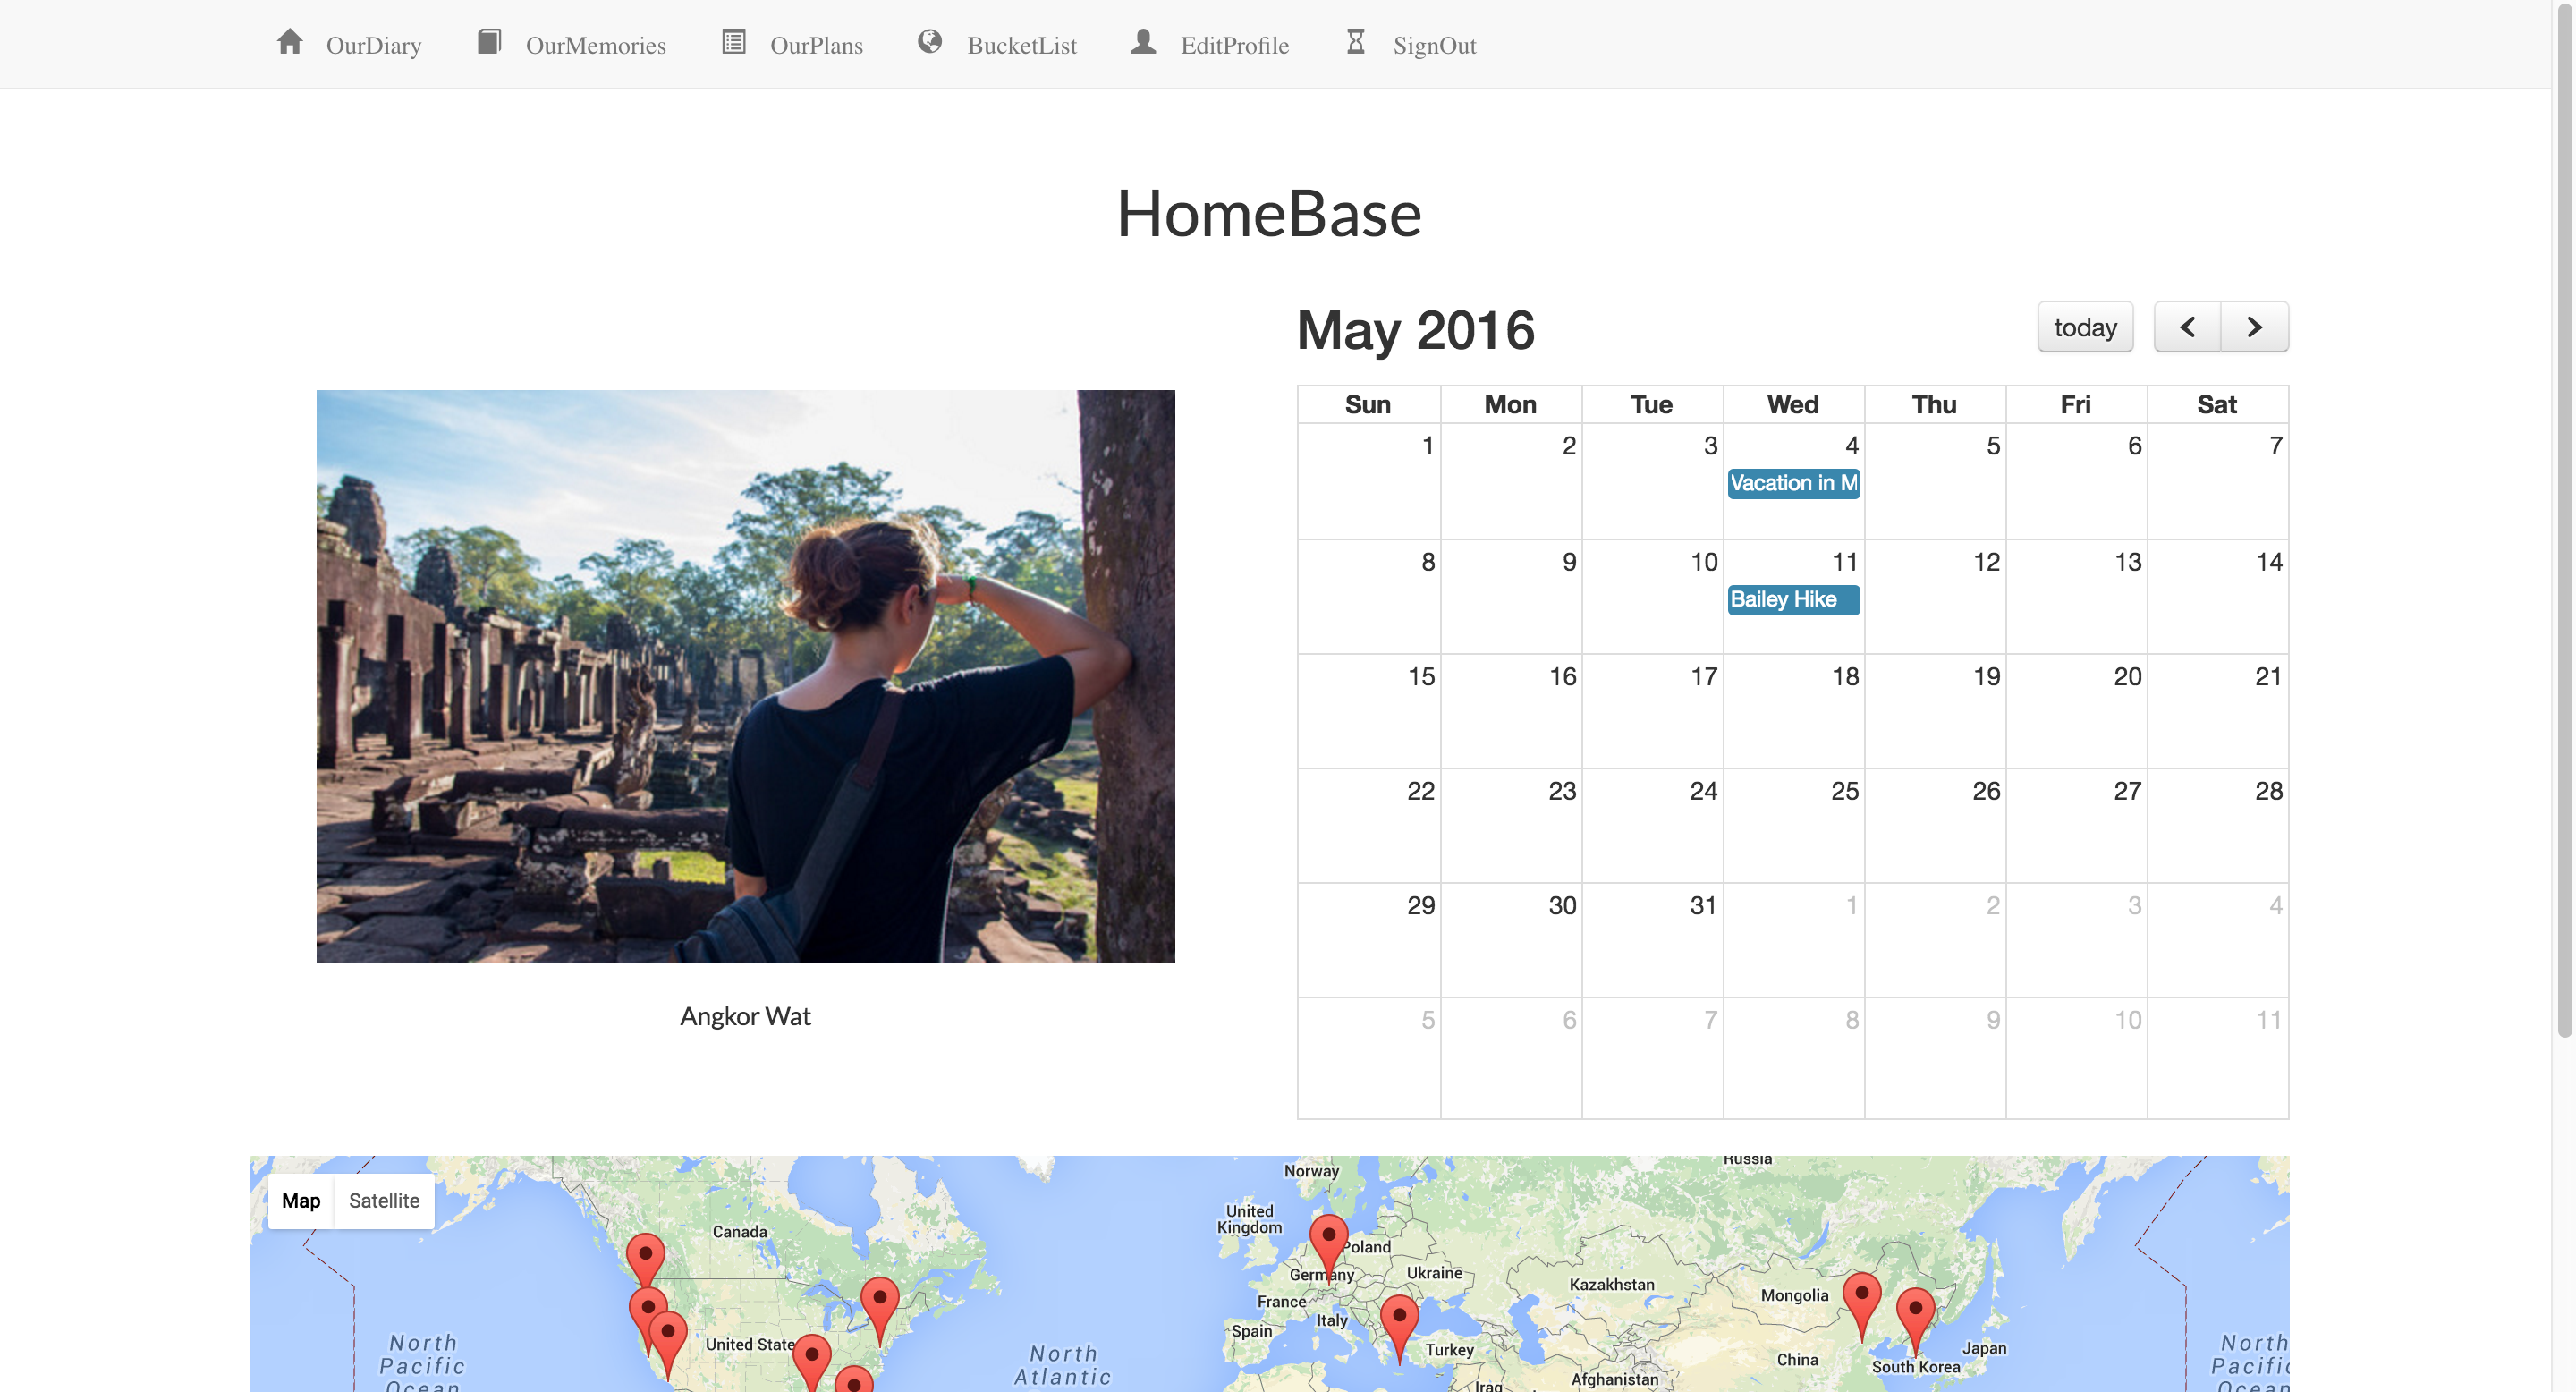 OurDiary OurMemories OurPlans BucketList EditProfile SignOut
HomeBase
May 2016
today
Sun Mon Tue Wed Thu Fri Sat
1 2 3 4 5 6 7
Vacation in M
8 9 10 11 12 13 14
Bailey Hike
15 16 17 18 19 20 21
22 23 24 25 26 27 28
29 30 31 1 2 3 4
5 6 7 8 9 10 11
Angkor Wat
Map Satellite
Norway
Russia
United
Kingdom
Canada
Poland
Germany
Ukraine
Kazakhstan
Mongolia
France
Italy
Spain
United State
Turkey
China
South Korea
Japan
Afghanistan
Iraq
North
Pacific
Ocean
North
Atlantic
North
Pacific
Ocean